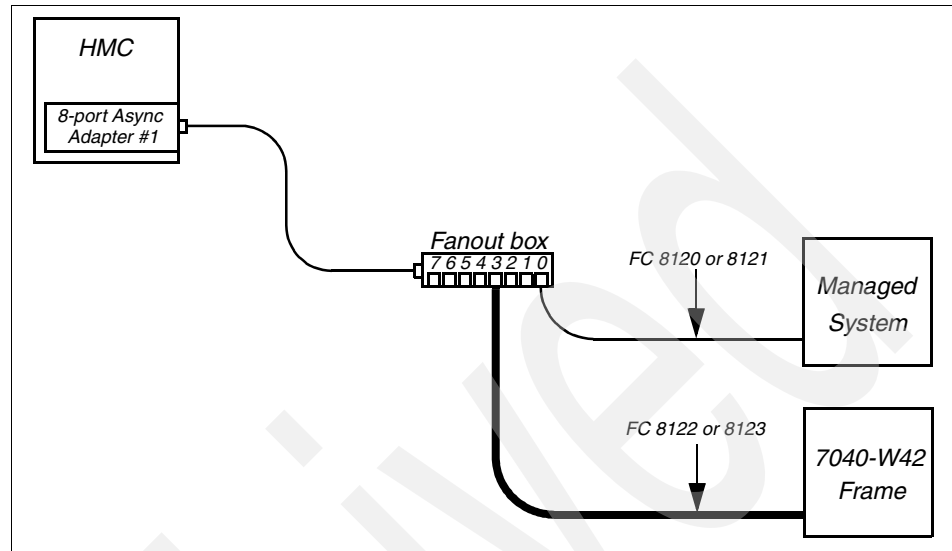 HMC
8-port Async
Adapter #1
Fanout box
7 6 5 4 3 2 1 0
FC 8120 or 8121
Managed
System
FC 8122 or 8123
7040-W42
Frame